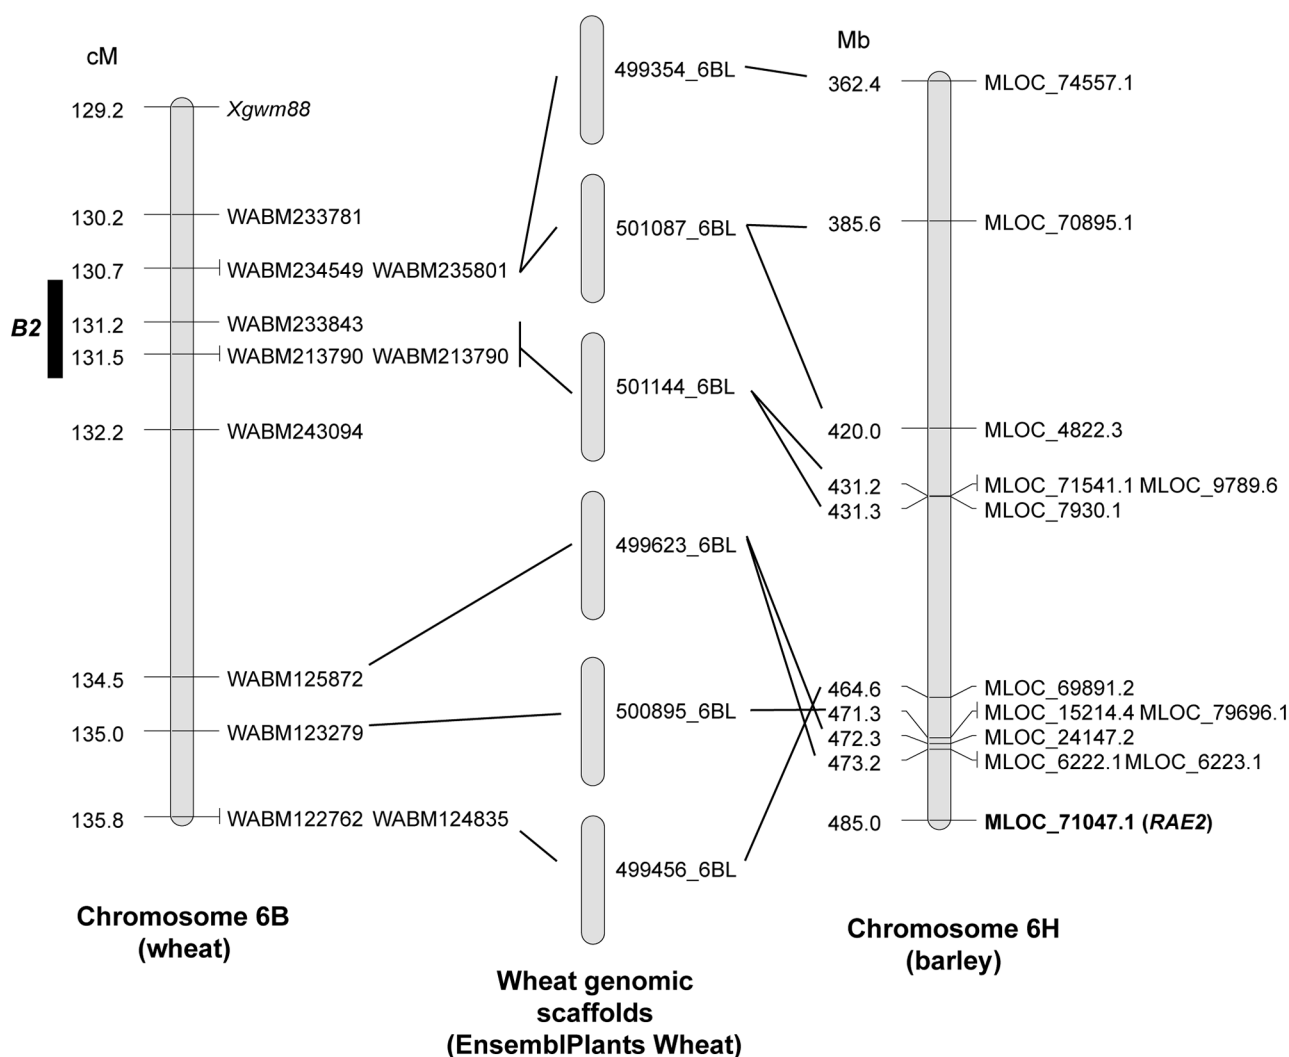 cM
129.2 Xgwm88
130.2 WABM233781
130.7 WABM234549 WABM235801
B2
131.2 WABM233843
131.5 WABM213790 WABM213790
132.2 WABM243094
134.5 WABM125872
135.0 WABM123279
135.8 WABM122762 WABM124835
Chromosome 6B
(wheat)
499354_6BL
501087_6BL
501144_6BL
499623_6BL
500895_6BL
499456_6BL
Wheat genomic
scaffolds
(EnsemblPlants Wheat)
Mb
362.4 MLOC_74557.1
385.6 MLOC_70895.1
420.0 MLOC_4822.3
431.2 MLOC_71541.1 MLOC_9789.6
431.3 MLOC_7930.1
464.6 MLOC_69891.2
471.3 MLOC_15214.4 MLOC_79696.1
472.3 MLOC_24147.2
473.2 MLOC_6222.1MLOC_6223.1
485.0 MLOC_71047.1 (RAE2)
Chromosome 6H
(barley)